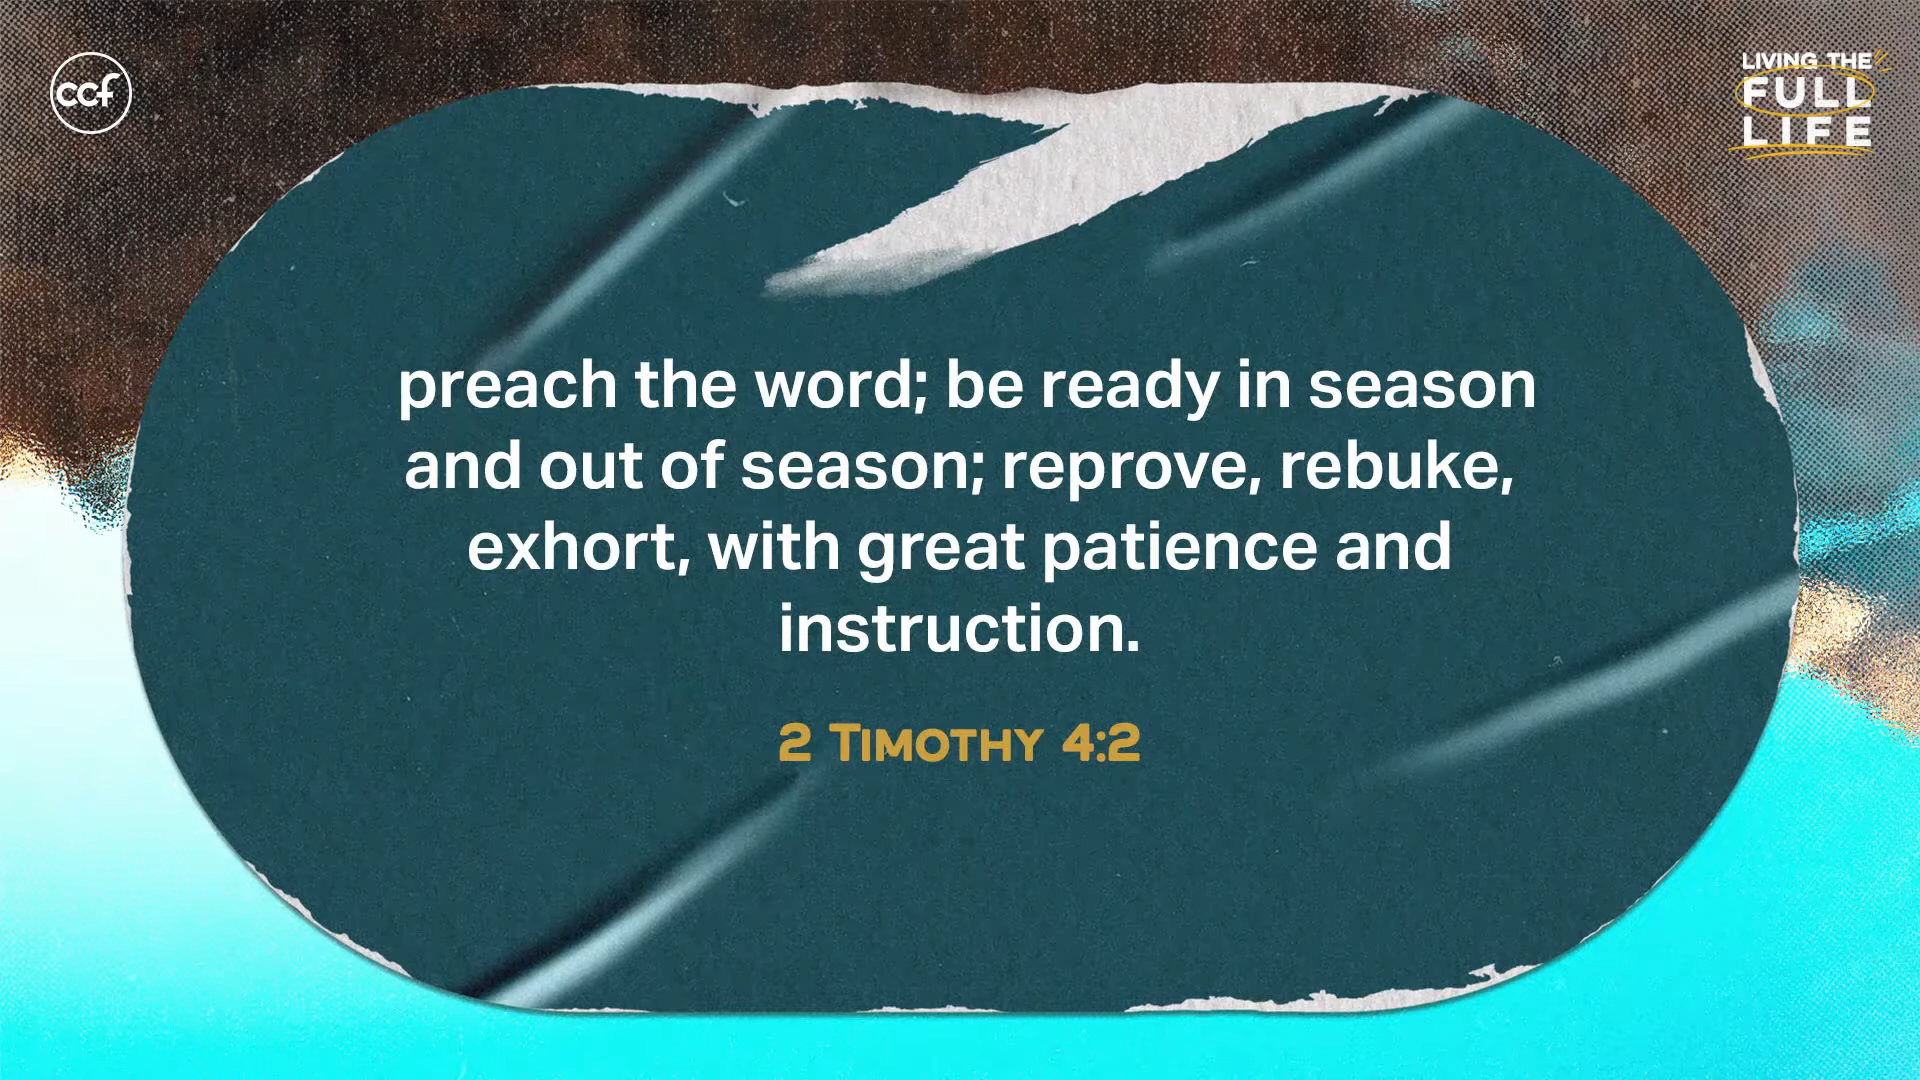 ccf
LIVING THE
FULL
LIFE
preach the word; be ready in season
and out of season; reprove, rebuke,
exhort, with great patience and
instruction.
2 TIMOTHY 4:2